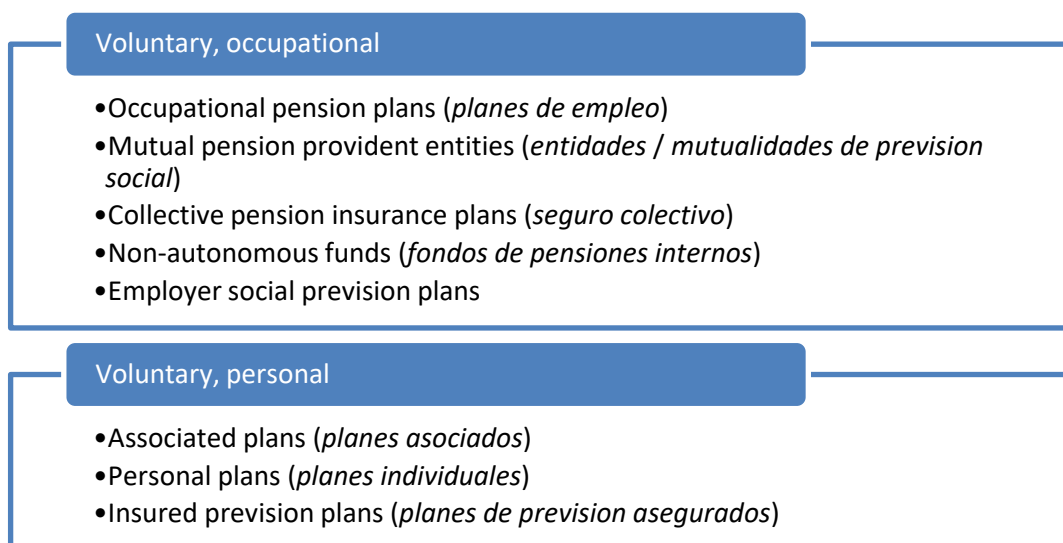 Voluntary, occupational
•Occupational pension plans (planes de empleo)
•Mutual pension provident entities (entidades / mutualidades de prevision
social)
•Collective pension insurance plans (seguro colectivo)
•Non-autonomous funds (fondos de pensiones internos)
•Employer social prevision plans
Voluntary, personal
•Associated plans (planes asociados)
•Personal plans (planes individuales)
•Insured prevision plans (planes de prevision asegurados)